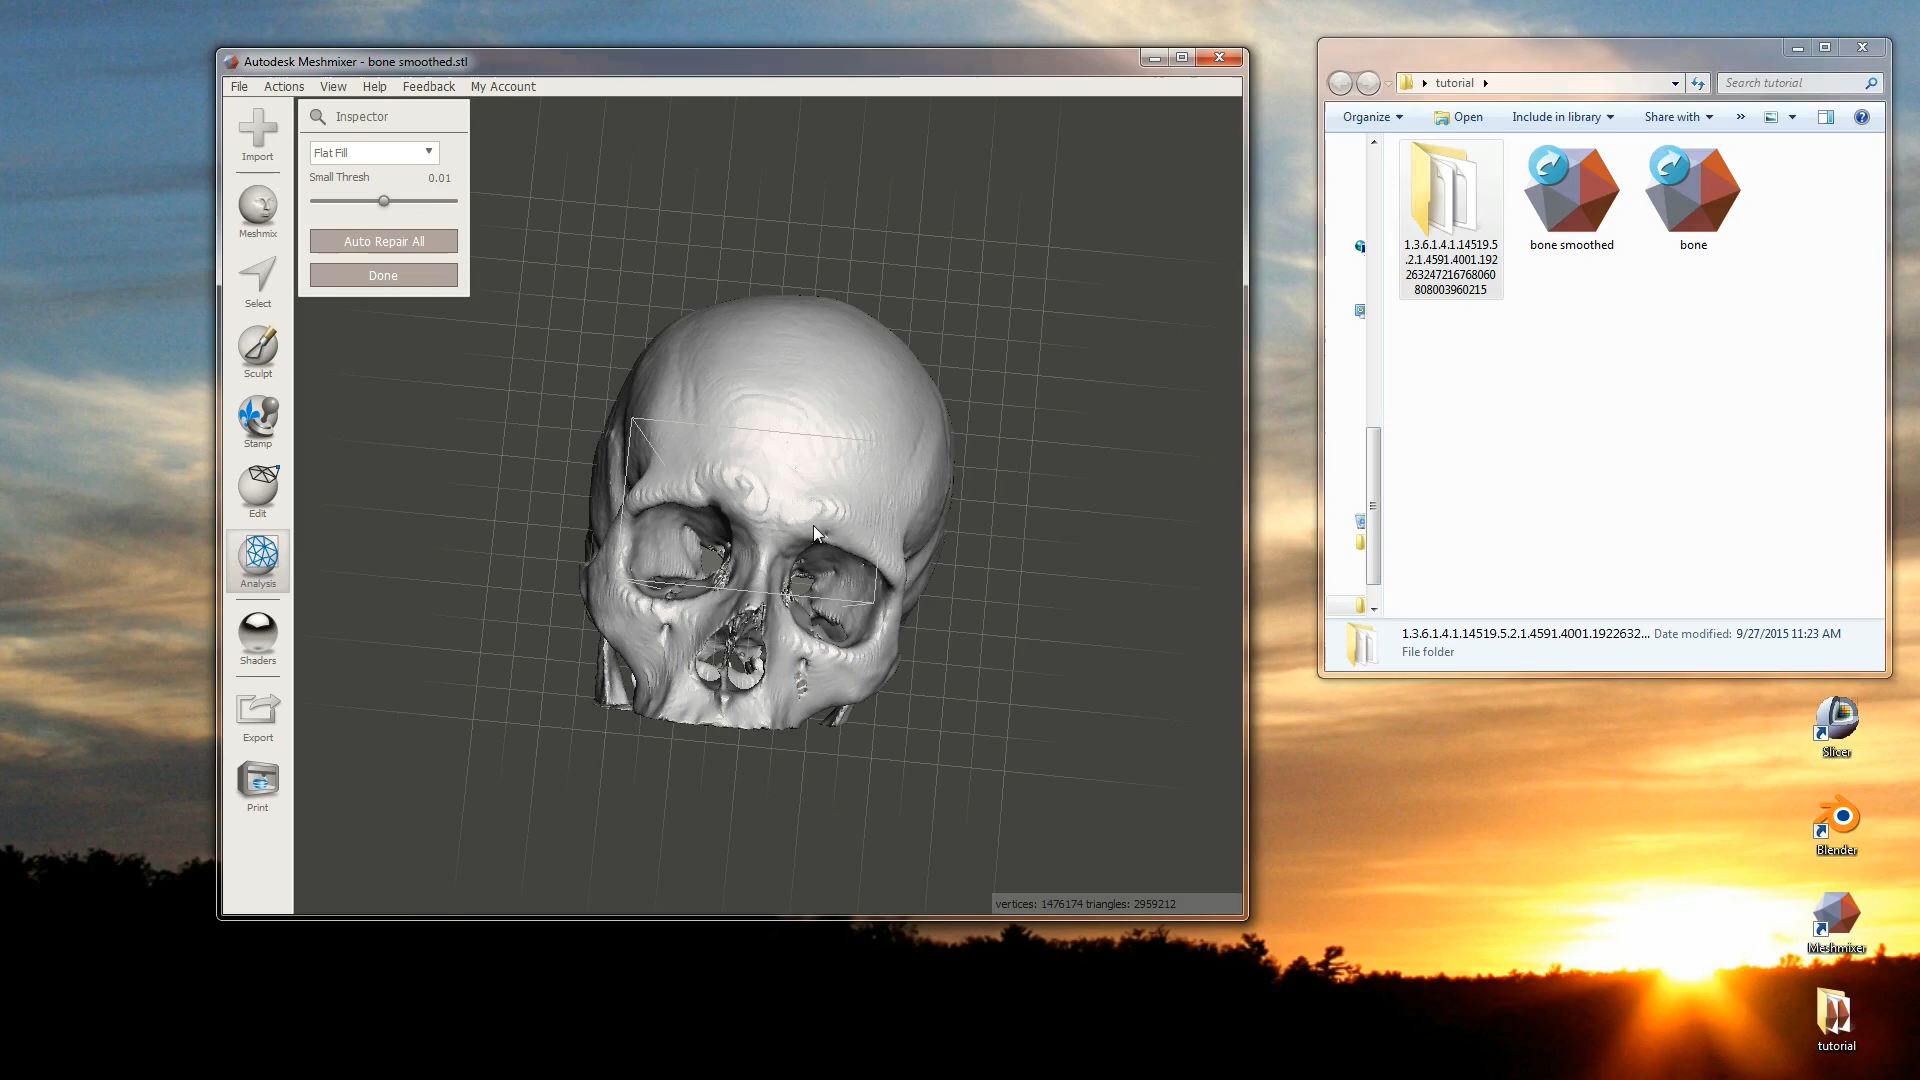 Autodesk Meshmixer - bone smoothed.stl
File Actions View Help Feedback My Account
Import
Meshmix
Select
Sculpt
Stamp
Edit
Analysis
Shaders
Export
Print
Inspector
Flat Fill
Small Thresh 0.01
Auto Repair All
Done
vertices: 1476174 triangles: 2959212
tutorial
Search tutorial
Organize Open Include in library Share with »
1.3.6.1.4.1.14519.5
.2.1.4591.4001.192
263247216768060
808003960215
bone smoothed
bone
1.3.6.1.4.1.14519.5.2.1.4591.4001.1922632... Date modified: 9/27/2015 11:23 AM
File folder
Slicer
Blender
Meshmixer
tutorial